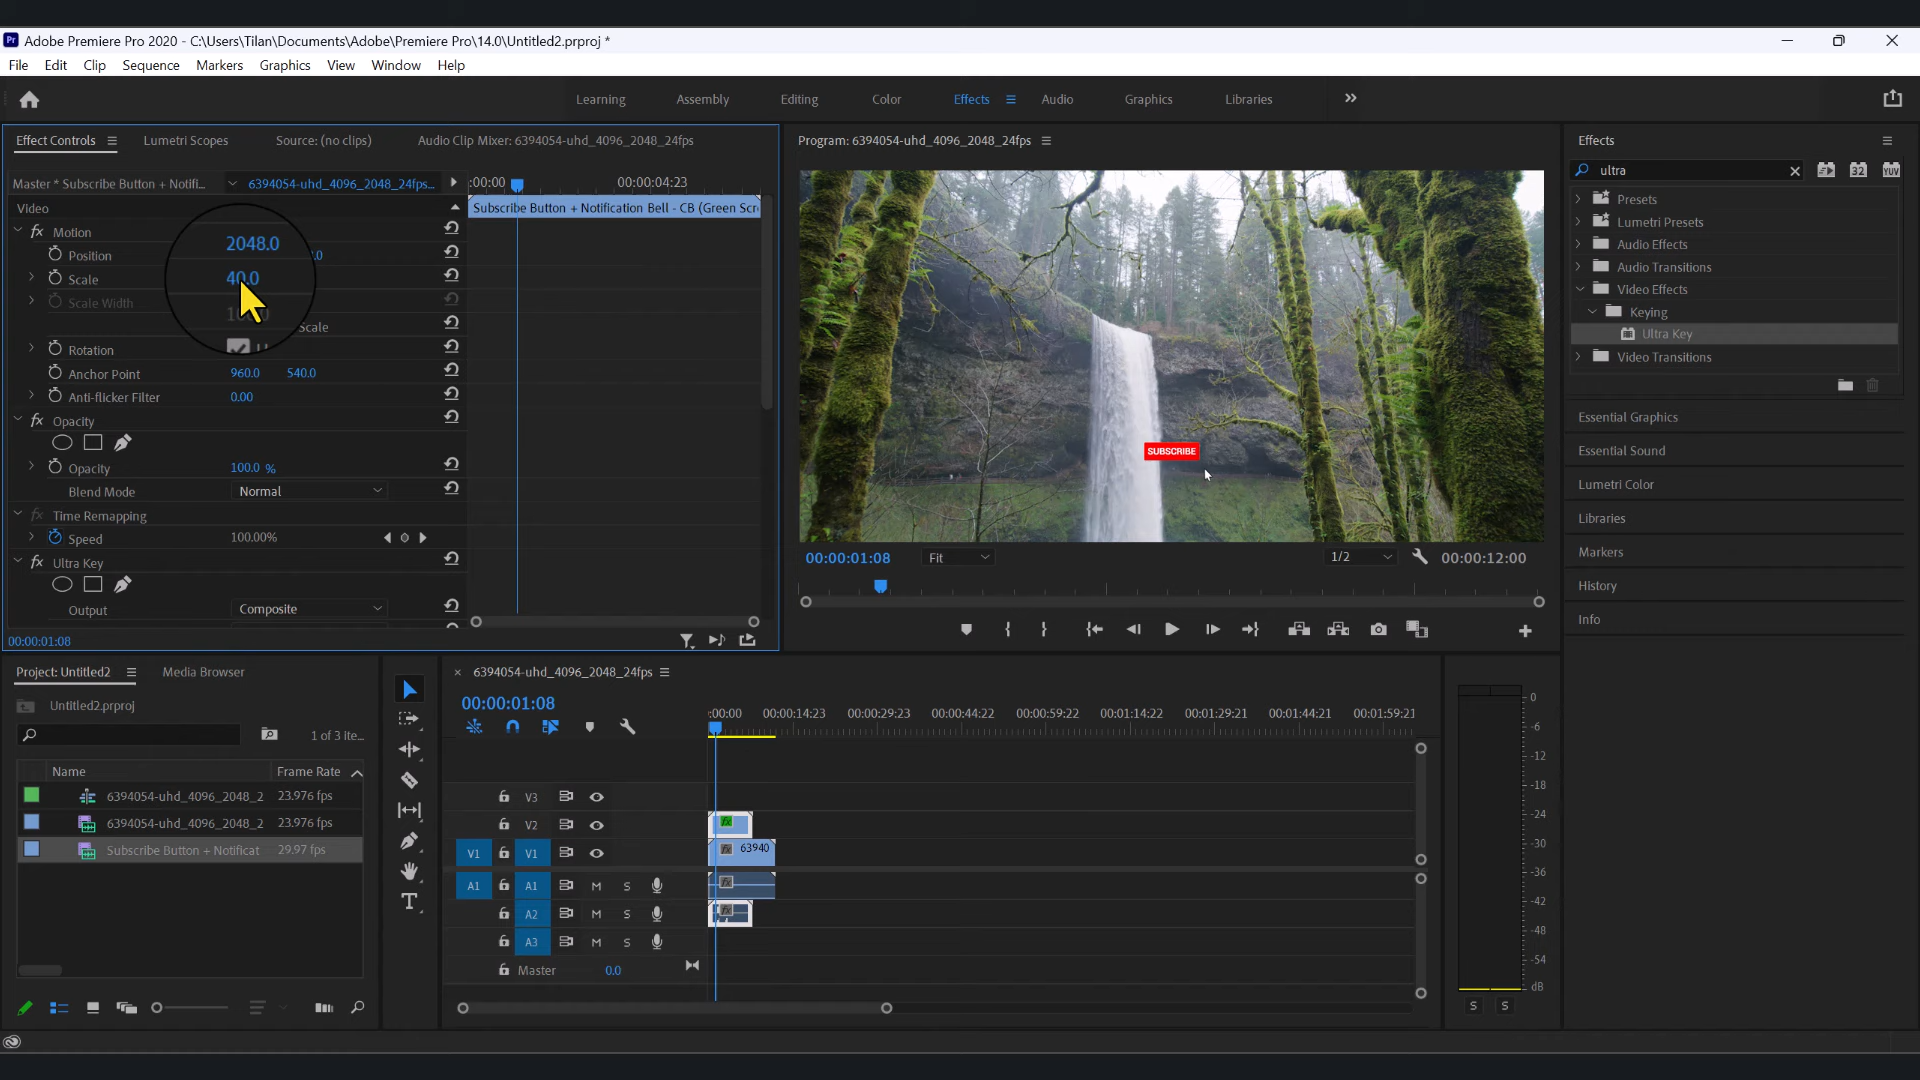 Adobe Premiere Pro 2020 - C:\Users\Tilan\Documents\Adobe\Premiere Pro\14.0\Untitled2.prproj *
File Edit Clip Sequence Markers Graphics View Window Help
Learning Assembly Editing Color Effects Audio Graphics Libraries
Effect Controls Lumetri Scopes Source: (no clips) Audio Clip Mixer: 6394054-uhd_4096_2048_24fps
Master * Subscribe Button + Notifi... 6394054-uhd_4096_2048_24fps... :00:00 00:00:04:23
Video Subscribe Button + Notification Bell - CB (Green Scr
fx Motion
Position 2048.0 .0
Scale 40.0
Scale Width
Scale
Rotation
Anchor Point 960.0 540.0
Anti-flicker Filter 0.00
fx Opacity
Opacity 100.0 %
Blend Mode Normal
fx Time Remapping
Speed 100.00%
fx Ultra Key
Output Composite
00:00:01:08
Program: 6394054-uhd_4096_2048_24fps
SUBSCRIBE
00:00:01:08 Fit 1/2 00:00:12:00
Effects
ultra
32 YUV
Presets
Lumetri Presets
Audio Effects
Audio Transitions
Video Effects
Keying
Ultra Key
Video Transitions
Essential Graphics
Essential Sound
Lumetri Color
Libraries
Markers
History
Info
Project: Untitled2 Media Browser
Untitled2.prproj
1 of 3 ite...
Name Frame Rate
6394054-uhd_4096_2048_2 23.976 fps
6394054-uhd_4096_2048_2 23.976 fps
Subscribe Button + Notificat 29.97 fps
6394054-uhd_4096_2048_24fps
00:00:01:08
:00:00 00:00:14:23 00:00:29:23 00:00:44:22 00:00:59:22 00:01:14:22 00:01:29:21 00:01:44:21 00:01:59:21
V3
V2 fx
V1 V1 fx 63940
A1 A1 M S fx
A2 M S fx
A3 M S
Master 0.0
0
-6
-12
-18
-24
-30
-36
-42
-48
-54
dB
S S